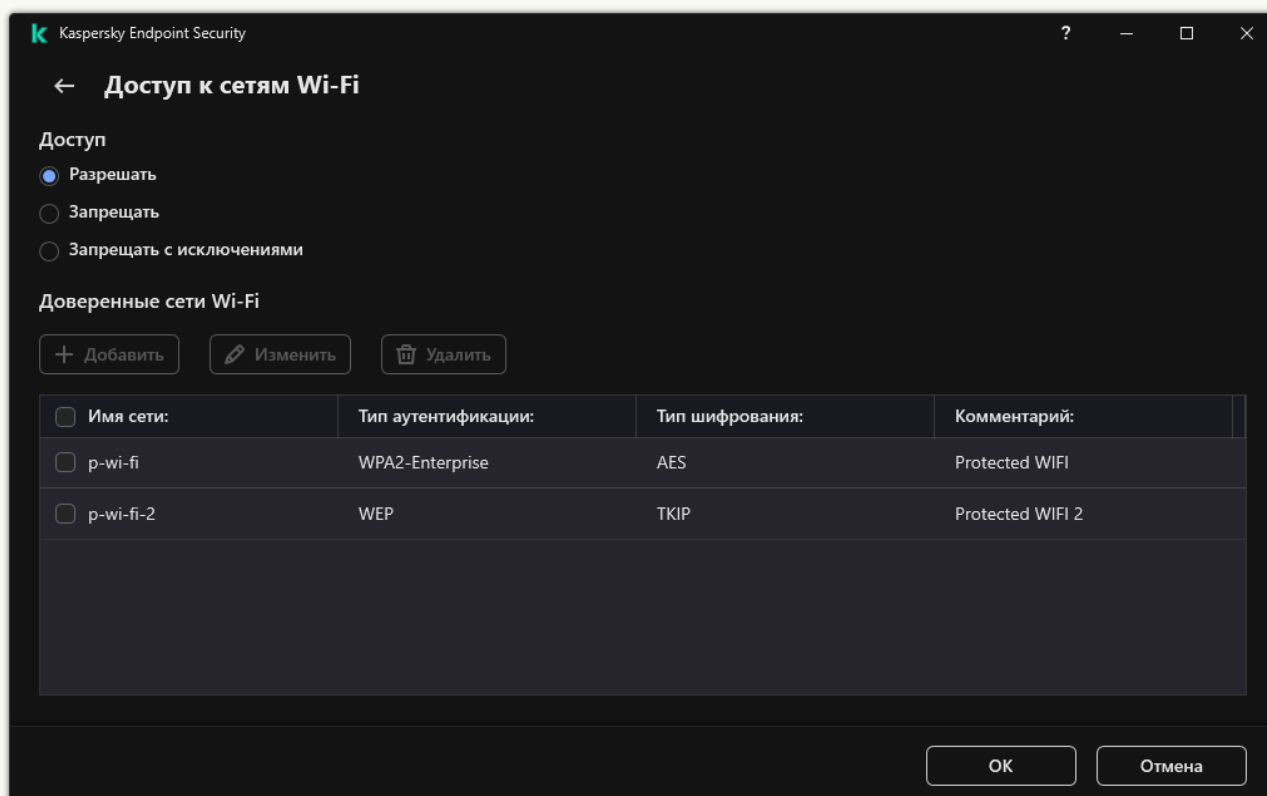 Kaspersky Endpoint Security ?
Доступ к сетям Wi-Fi
Доступ
Разрешать
Запрещать
Запрещать с исключениями
Доверенные сети Wi-Fi
Добавить Изменить Удалить
Имя сети: Тип аутентификации: Тип шифрования: Комментарий:
p-wi-fi WPA2-Enterprise AES Protected WIFI
p-wi-fi-2 WEP TKIP Protected WIFI 2
ОК Отмена